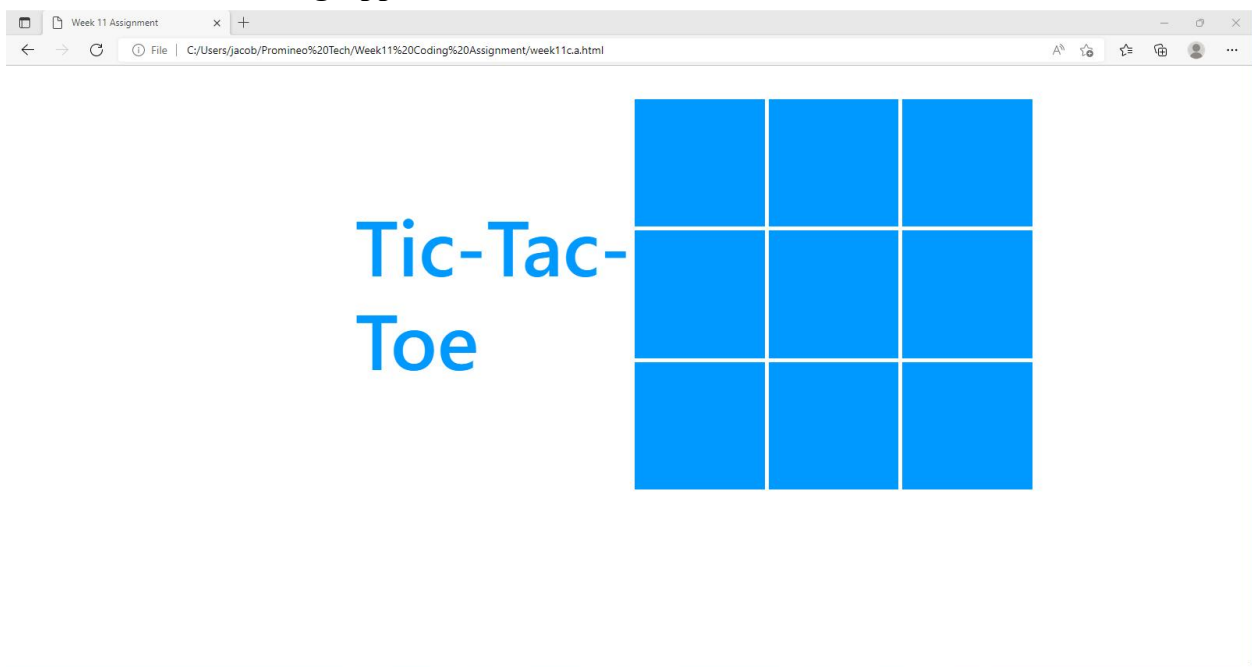 Week 11 Assignment
File C:/Users/jacob/Promineo%20Tech/Week11%20Coding%20Assignment/week11c.a.html
Tic-Tac-
Toe